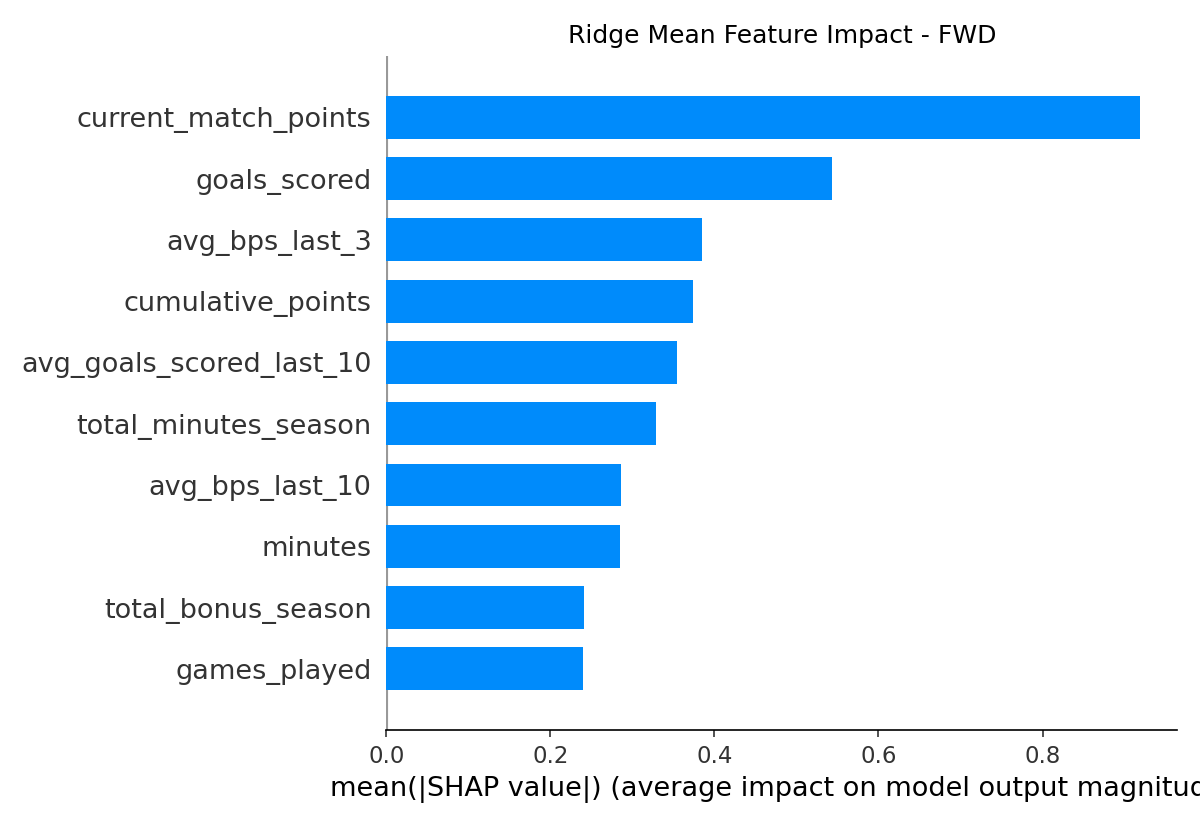 Ridge Mean Feature Impact - FWD
current_match_points
goals_scored
avg_bps_last_3
cumulative_points
avg_goals_scored_last_10
total_minutes_season
avg_bps_last_10
minutes
total_bonus_season
games_played
0.0 0.2 0.4 0.6 0.8
mean(|SHAP value|) (average impact on model output magnitud